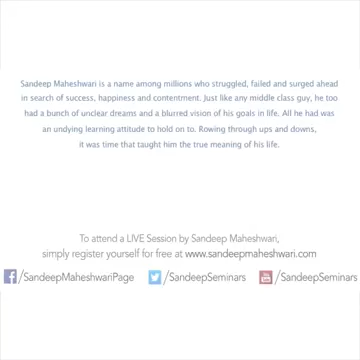 Sandeep Maheshwari is a name among millions who struggled, failed and surged ahead
in search of success, happiness and contentment. Just like any middle class guy, he too
had a bunch of unclear dreams and a blurred vision of his goals in life. All he had was
an undying learning attitude to hold on to. Rowing through ups and downs,
it was time that taught him the true meaning of his life.
To attend a LIVE Session by Sandeep Maheshwari,
simply register yourself for free at www.sandeepmaheshwari.com
f /SandeepMaheshwariPage /SandeepSeminars You Tube /SandeepSeminars